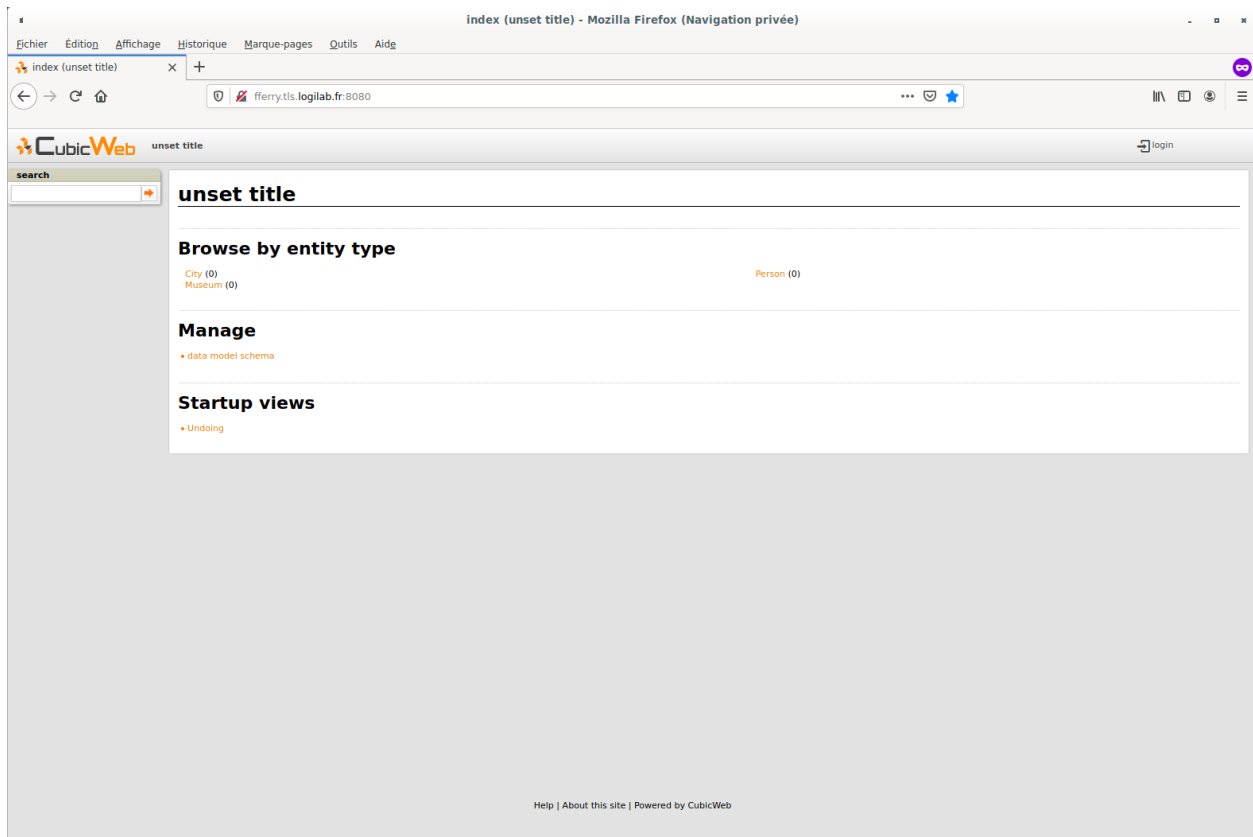 index (unset title) - Mozilla Firefox (Navigation privée)
Fichier Édition Affichage Historique Marque-pages Outils Aide
index (unset title)
fferry.tls.logilab.fr:8080
CubicWeb unset title login
search
unset title
Browse by entity type
City (0) Person (0)
Museum (0)
Manage
data model schema
Startup views
Undoing
Help | About this site | Powered by CubicWeb